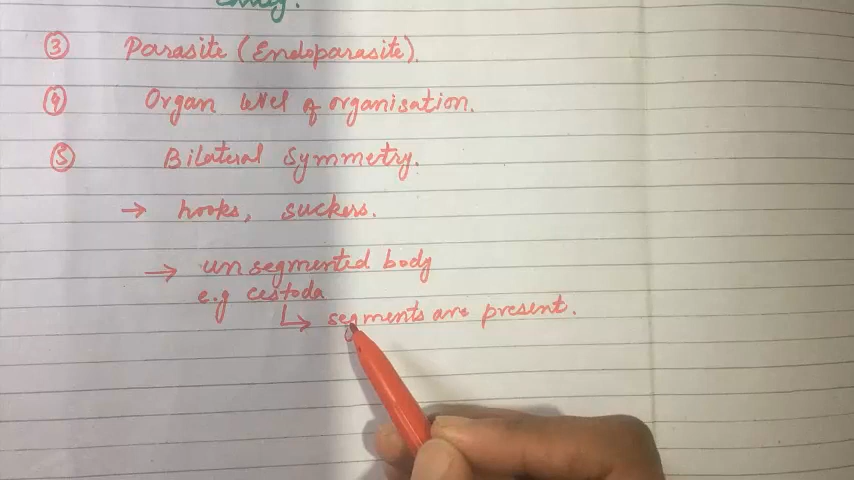 ③ Parasite (Endoparasite).
④ Organ level of organisation.
⑤ Bilateral symmetry.
→ hooks, suckers.
→ unsegmented body
e.g cestoda
↳ segments are present.